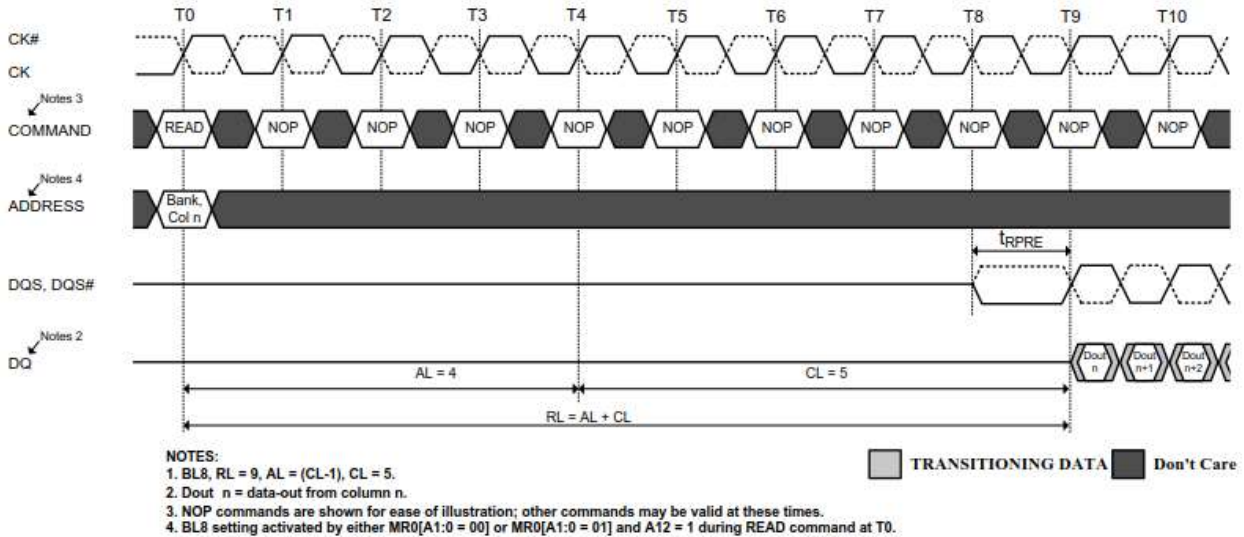 T0 T1 T2 T3 T4 T5 T6 T7 T8 T9 T10
CK#
CK
Notes 3
COMMAND
READ NOP NOP NOP NOP NOP NOP NOP NOP NOP NOP
Notes 4
ADDRESS
Bank,
Col n
tRPRE
DQS, DQS#
Notes 2
DQ
Dout Dout Dout
n n+1 n+2
AL = 4 CL = 5
RL = AL + CL
NOTES:
1. BL8, RL = 9, AL = (CL-1), CL = 5.
2. Dout n = data-out from column n.
3. NOP commands are shown for ease of illustration; other commands may be valid at these times.
4. BL8 setting activated by either MR0[A1:0 = 00] or MR0[A1:0 = 01] and A12 = 1 during READ command at T0.
TRANSITIONING DATA Don't Care